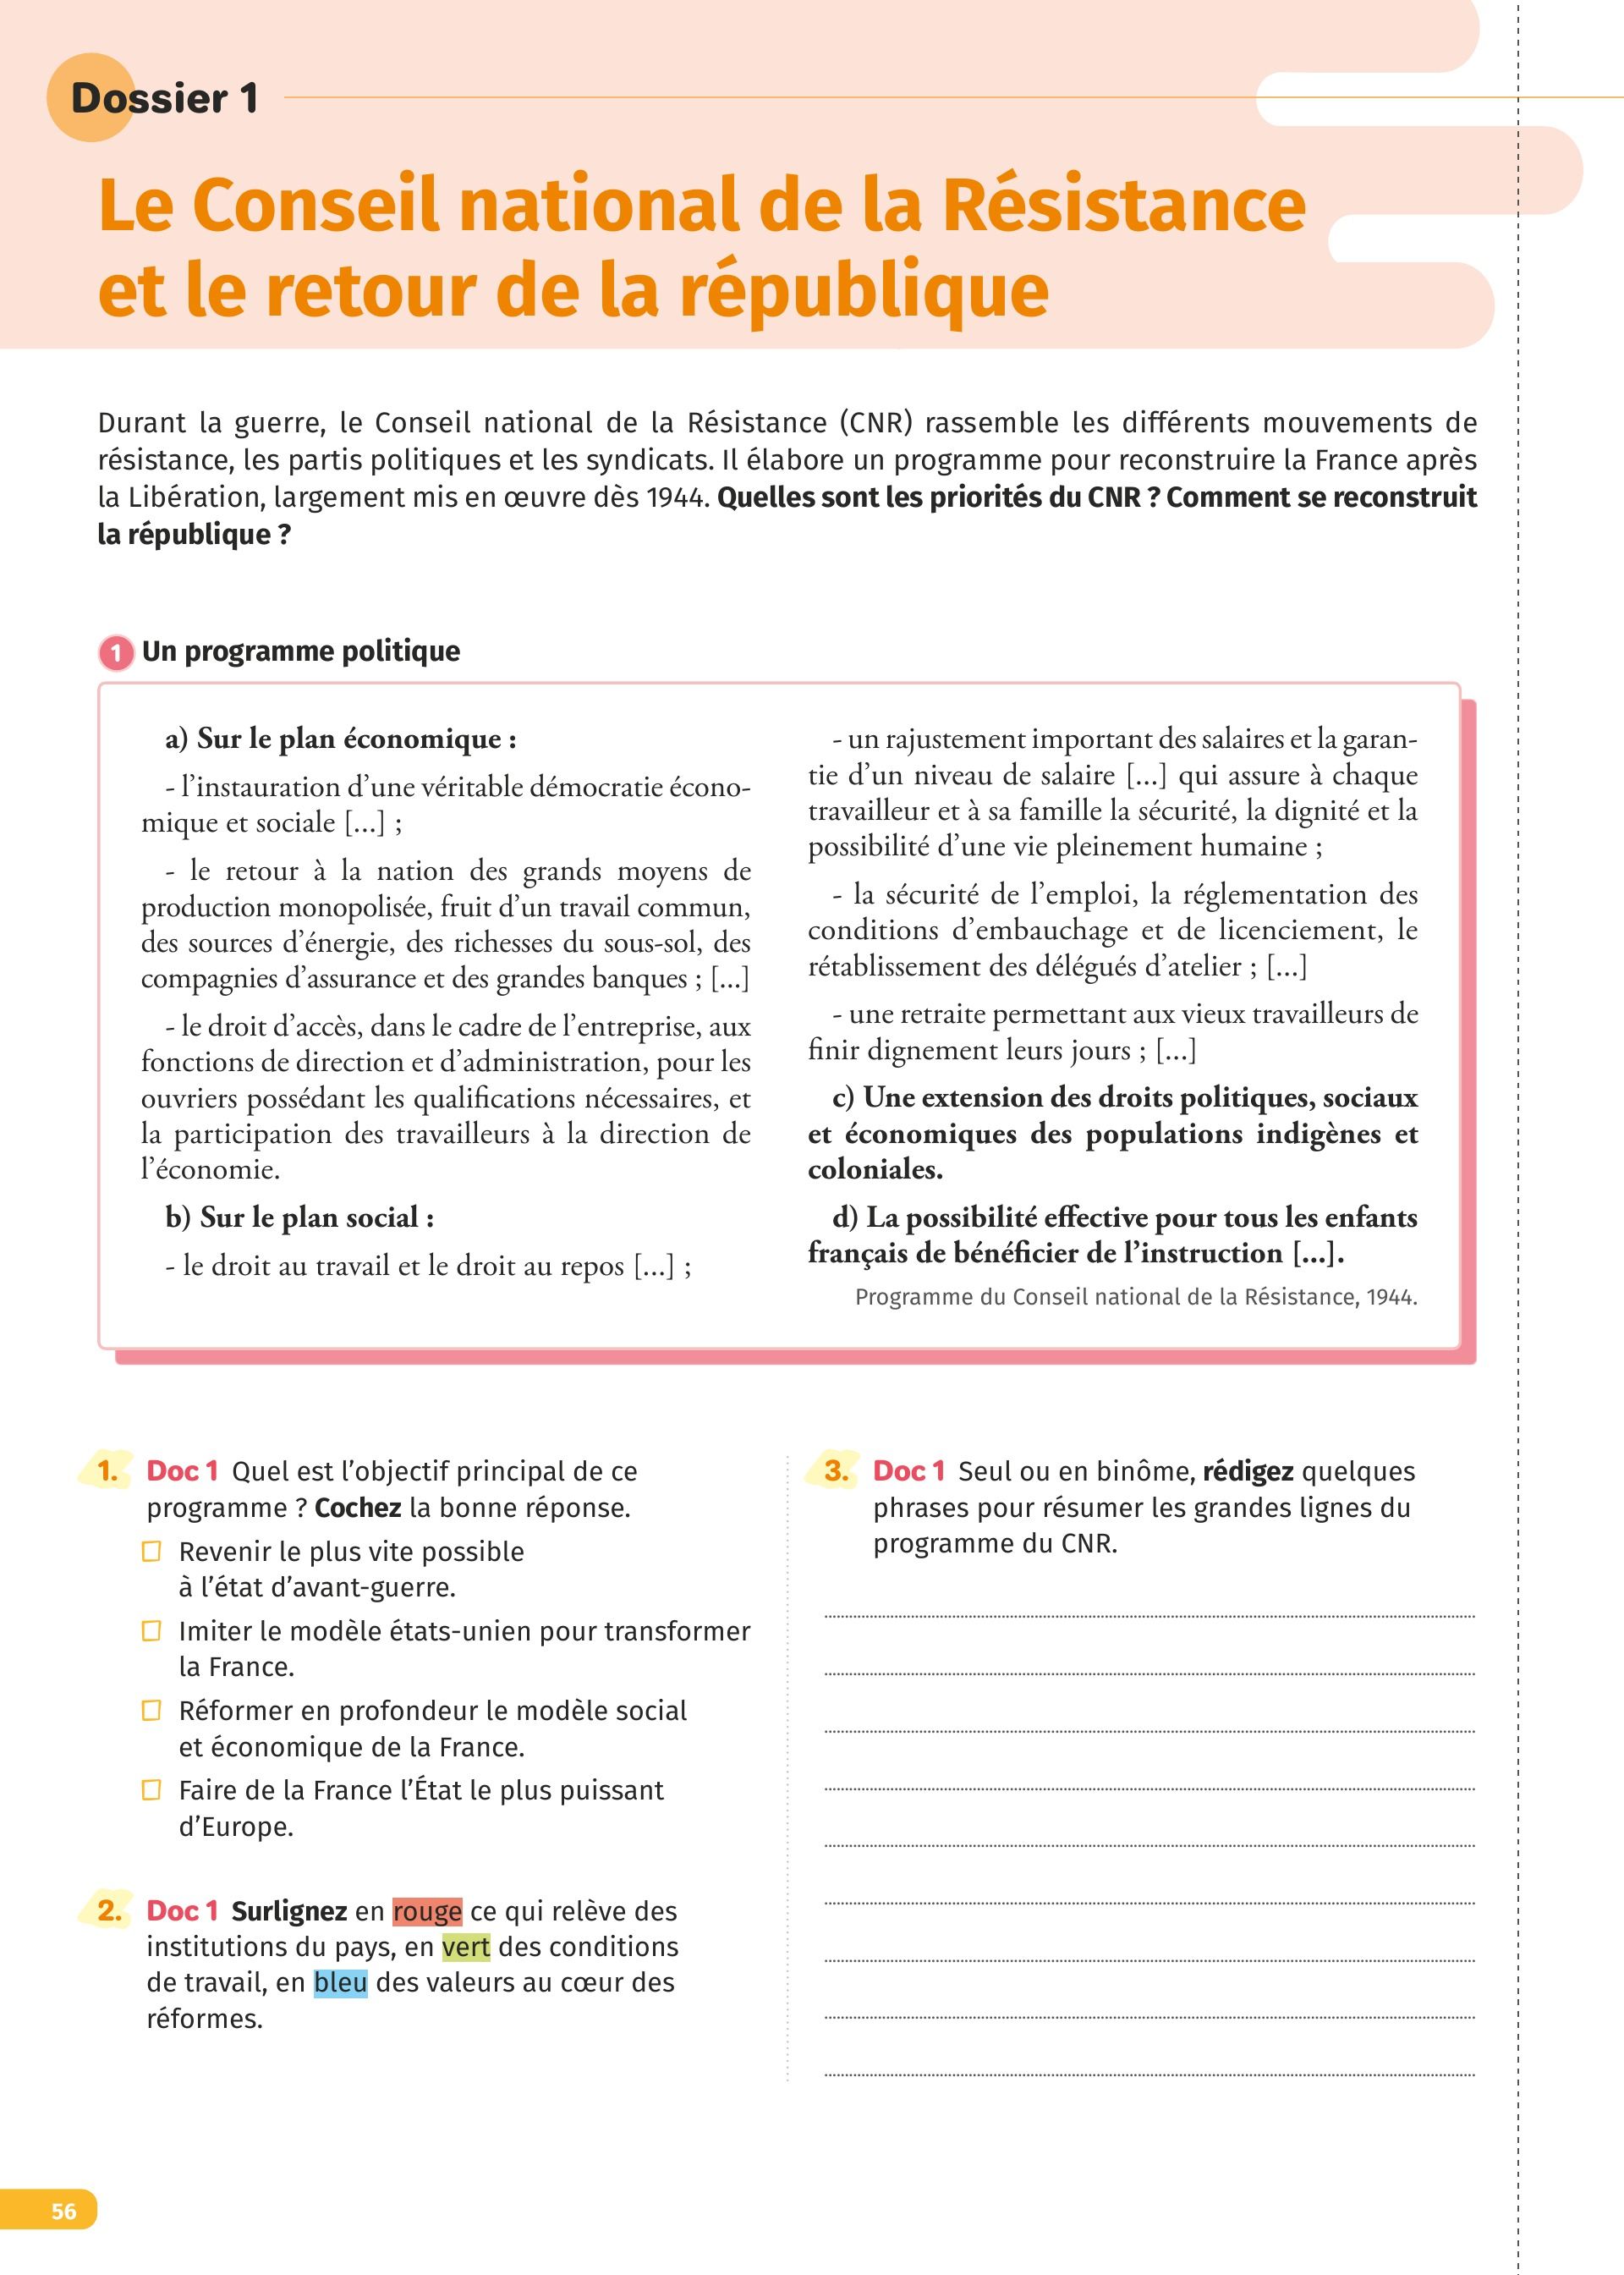 Dossier 1
Le Conseil national de la Résistance
et le retour de la république
Durant la guerre, le Conseil national de la Résistance (CNR) rassemble les différents mouvements de
résistance, les partis politiques et les syndicats. Il élabore un programme pour reconstruire la France après
la Libération, largement mis en œuvre dès 1944. Quelles sont les priorités du CNR ? Comment se reconstruit
la république ?
1 Un programme politique
a) Sur le plan économique :
- l’instauration d’une véritable démocratie écono-
mique et sociale [...] ;
- le retour à la nation des grands moyens de
production monopolisée, fruit d’un travail commun,
des sources d’énergie, des richesses du sous-sol, des
compagnies d’assurance et des grandes banques ; [...]
- le droit d’accès, dans le cadre de l’entreprise, aux
fonctions de direction et d’administration, pour les
ouvriers possédant les qualifications nécessaires, et
la participation des travailleurs à la direction de
l’économie.
b) Sur le plan social :
- le droit au travail et le droit au repos [...] ;
- un rajustement important des salaires et la garan-
tie d’un niveau de salaire [...] qui assure à chaque
travailleur et à sa famille la sécurité, la dignité et la
possibilité d’une vie pleinement humaine ;
- la sécurité de l’emploi, la réglementation des
conditions d’embauchage et de licenciement, le
rétablissement des délégués d’atelier ; [...]
- une retraite permettant aux vieux travailleurs de
finir dignement leurs jours ; [...]
c) Une extension des droits politiques, sociaux
et économiques des populations indigènes et
coloniales.
d) La possibilité effective pour tous les enfants
français de bénéficier de l’instruction [...].
Programme du Conseil national de la Résistance, 1944.
1. Doc 1 Quel est l’objectif principal de ce
programme ? Cochez la bonne réponse.
Revenir le plus vite possible
à l’état d’avant-guerre.
Imiter le modèle états-unien pour transformer
la France.
Réformer en profondeur le modèle social
et économique de la France.
Faire de la France l’État le plus puissant
d’Europe.
2. Doc 1 Surlignez en rouge ce qui relève des
institutions du pays, en vert des conditions
de travail, en bleu des valeurs au cœur des
réformes.
3. Doc 1 Seul ou en binôme, rédigez quelques
phrases pour résumer les grandes lignes du
programme du CNR.
56